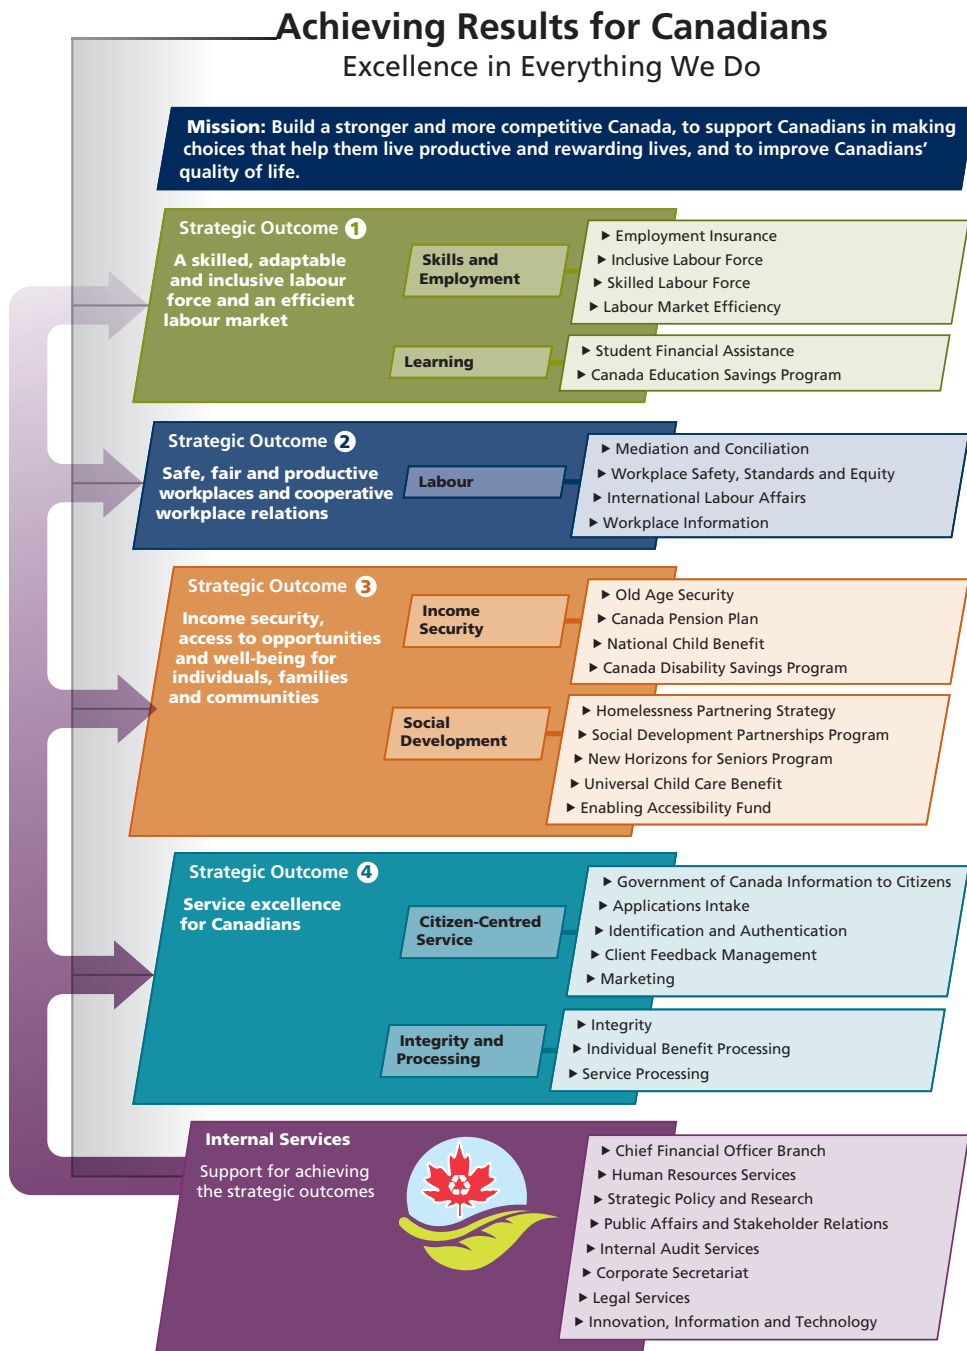 Achieving Results for Canadians
Excellence in Everything We Do
Mission: Build a stronger and more competitive Canada, to support Canadians in making
choices that help them live productive and rewarding lives, and to improve Canadians’
quality of life.
Strategic Outcome 1
A skilled, adaptable
and inclusive labour
force and an efficient
labour market
Skills and
Employment
▶ Employment Insurance
▶ Inclusive Labour Force
▶ Skilled Labour Force
▶ Labour Market Efficiency
Learning
▶ Student Financial Assistance
▶ Canada Education Savings Program
Strategic Outcome 2
Safe, fair and productive
workplaces and cooperative
workplace relations
Labour
▶ Mediation and Conciliation
▶ Workplace Safety, Standards and Equity
▶ International Labour Affairs
▶ Workplace Information
Strategic Outcome 3
Income security,
access to opportunities
and well-being for
individuals, families
and communities
Income
Security
▶ Old Age Security
▶ Canada Pension Plan
▶ National Child Benefit
▶ Canada Disability Savings Program
Social
Development
▶ Homelessness Partnering Strategy
▶ Social Development Partnerships Program
▶ New Horizons for Seniors Program
▶ Universal Child Care Benefit
▶ Enabling Accessibility Fund
Strategic Outcome 4
Service excellence
for Canadians
Citizen-Centred
Service
▶ Government of Canada Information to Citizens
▶ Applications Intake
▶ Identification and Authentication
▶ Client Feedback Management
▶ Marketing
Integrity and
Processing
▶ Integrity
▶ Individual Benefit Processing
▶ Service Processing
Internal Services
Support for achieving
the strategic outcomes
▶ Chief Financial Officer Branch
▶ Human Resources Services
▶ Strategic Policy and Research
▶ Public Affairs and Stakeholder Relations
▶ Internal Audit Services
▶ Corporate Secretariat
▶ Legal Services
▶ Innovation, Information and Technology